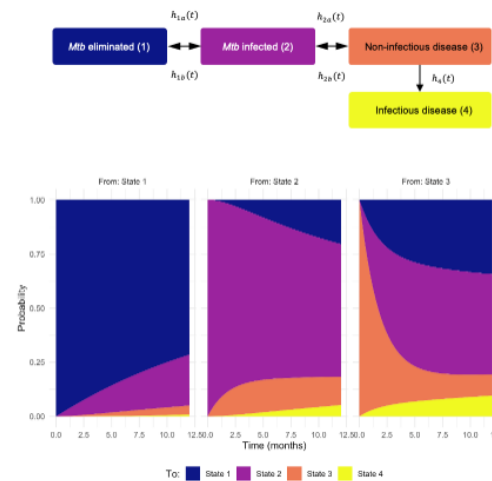 h1a(t) h2a(t)
Mtb eliminated (1) Mtb infected (2) Non-infectious disease (3)
h1b(t) h2b(t) h4(t)
Infectious disease (4)
From: State 1 From: State 2 From: State 3
1.00
0.75
0.50
0.25
0.00
Probability
0.0 2.5 5.0 7.5 10.0 12.50.0 2.5 5.0 7.5 10.0 12.50.0 2.5 5.0 7.5 10.0 12.5
Time (months)
To: State 1 State 2 State 3 State 4